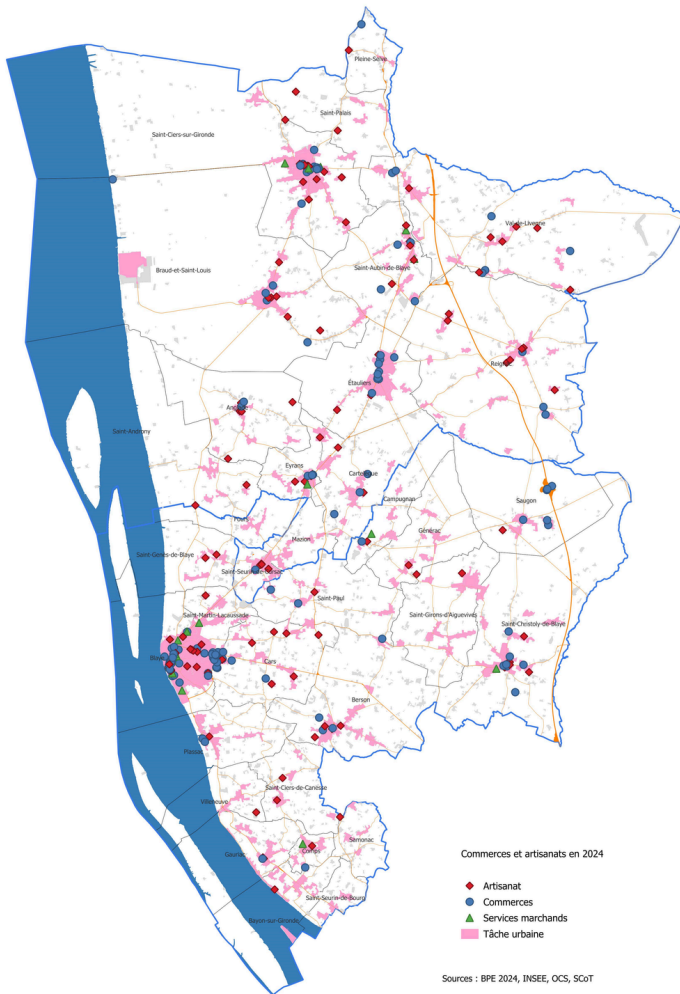 Pleine-Selve
Saint-Palais
Saint-Ciers-sur-Gironde
Val-de-Livenne
Saint-Aubin-de-Blaye
Braud-et-Saint-Louis
Reignac
Étauliers
Anglade
Saint-Androny
Eyrans
Cartelègue
Campugnan
Saugon
Fours
Générac
Mazion
Saint-Genès-de-Blaye
Saint-Seurin-de-Cursac
Saint-Paul
Saint-Martin-Lacaussade
Saint-Girons-d'Aiguevives
Saint-Christoly-de-Blaye
Blaye
Cars
Berson
Plassac
Saint-Ciers-de-Canesse
Villeneuve
Samonac
Comps
Gauriac
Saint-Seurin-de-Bourg
Bayon-sur-Gironde
Commerces et artisanats en 2024
Artisanat
Commerces
Services marchands
Tâche urbaine
Sources : BPE 2024, INSEE, OCS, SCoT